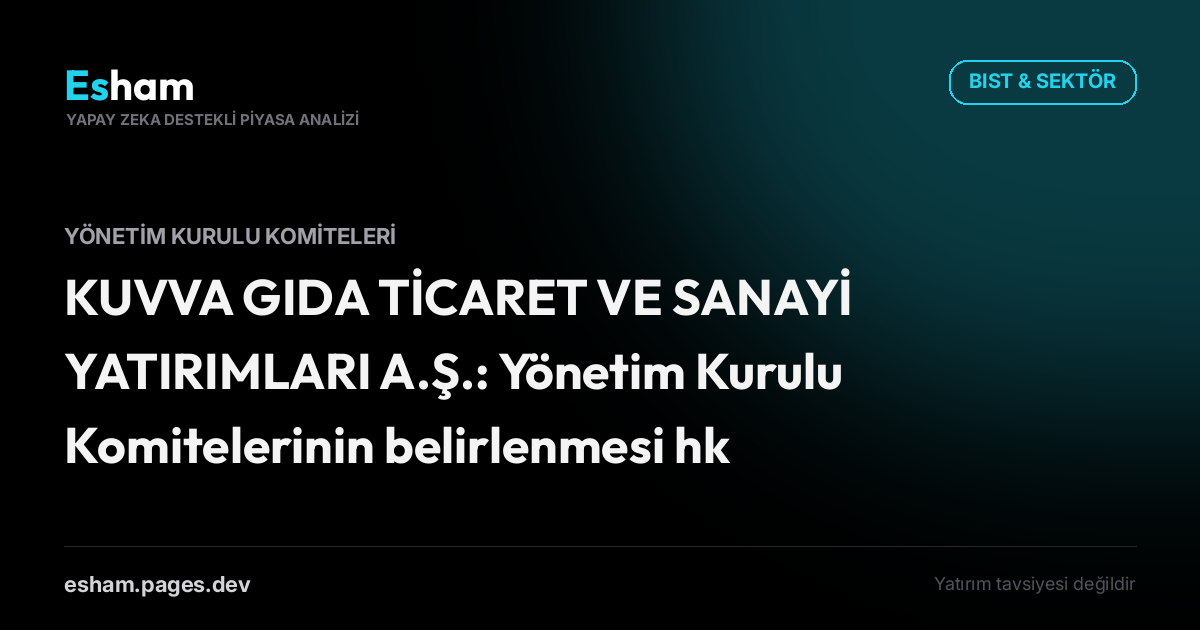 Esham
BIST & SEKTÖR
YAPAY ZEKA DESTEKLİ PİYASA ANALİZİ
YÖNETİM KURULU KOMİTELERİ
KUVVA GIDA TİCARET VE SANAYİ
YATIRIMLARI A.Ş.: Yönetim Kurulu
Komitelerinin belirlenmesi hk
esham.pages.dev
Yatırım tavsiyesi değildir